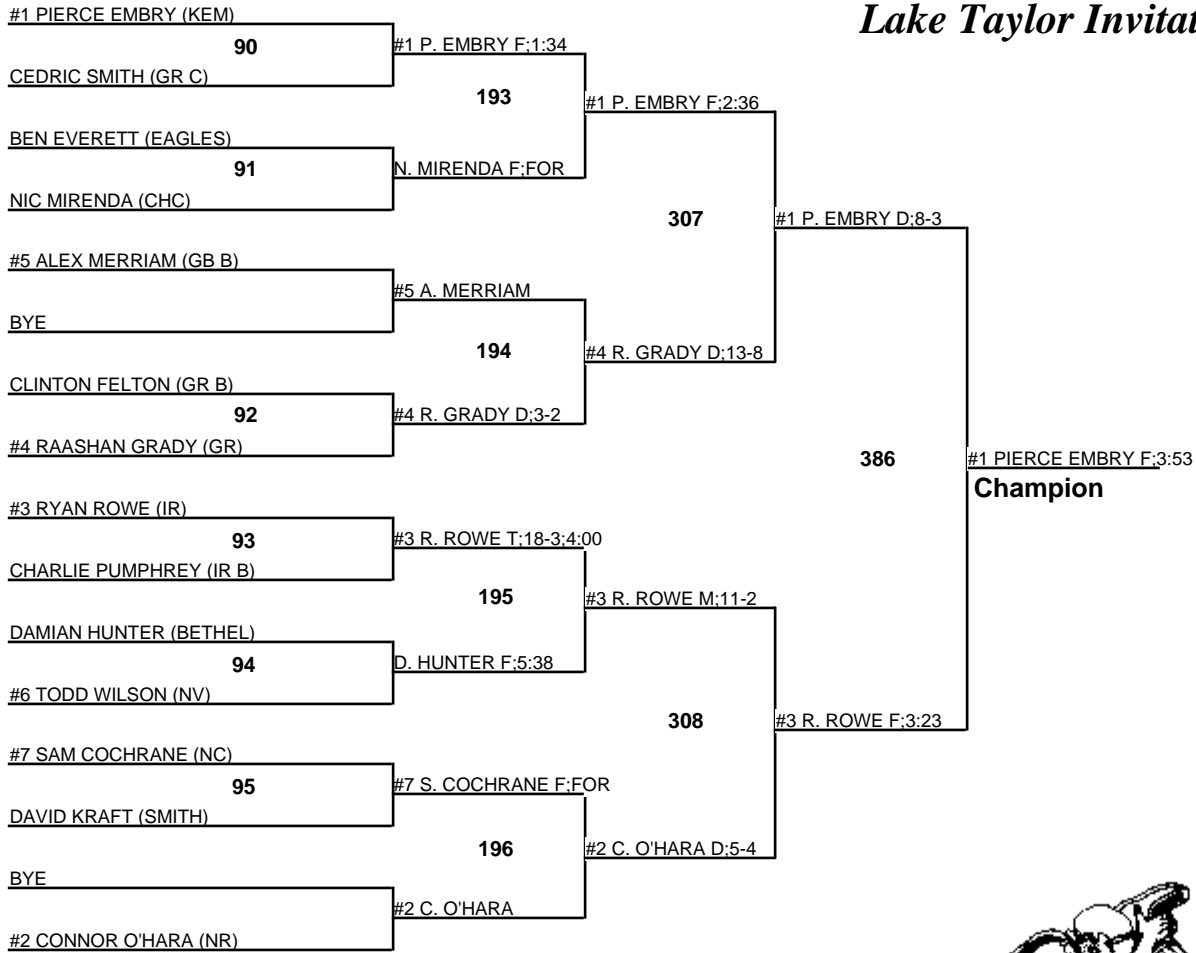 Lake Taylor Invitat
#1 PIERCE EMBRY (KEM)
90
CEDRIC SMITH (GR C)
BEN EVERETT (EAGLES)
91
NIC MIRENDA (CHC)
#5 ALEX MERRIAM (GB B)
BYE
CLINTON FELTON (GR B)
92
#4 RAASHAN GRADY (GR)
#3 RYAN ROWE (IR)
93
CHARLIE PUMPHREY (IR B)
DAMIAN HUNTER (BETHEL)
94
#6 TODD WILSON (NV)
#7 SAM COCHRANE (NC)
95
DAVID KRAFT (SMITH)
BYE
#2 CONNOR O'HARA (NR)
#1 P. EMBRY F;1:34
193
N. MIRENDA F;FOR
#5 A. MERRIAM
194
#4 R. GRADY D;3-2
#3 R. ROWE T;18-3;4:00
195
D. HUNTER F;5:38
#7 S. COCHRANE F;FOR
196
#2 C. O'HARA
#1 P. EMBRY F;2:36
307
#4 R. GRADY D;13-8
#3 R. ROWE M;11-2
308
#2 C. O'HARA D;5-4
#1 P. EMBRY D;8-3
386
#3 R. ROWE F;3:23
#1 PIERCE EMBRY F;3:53
Champion